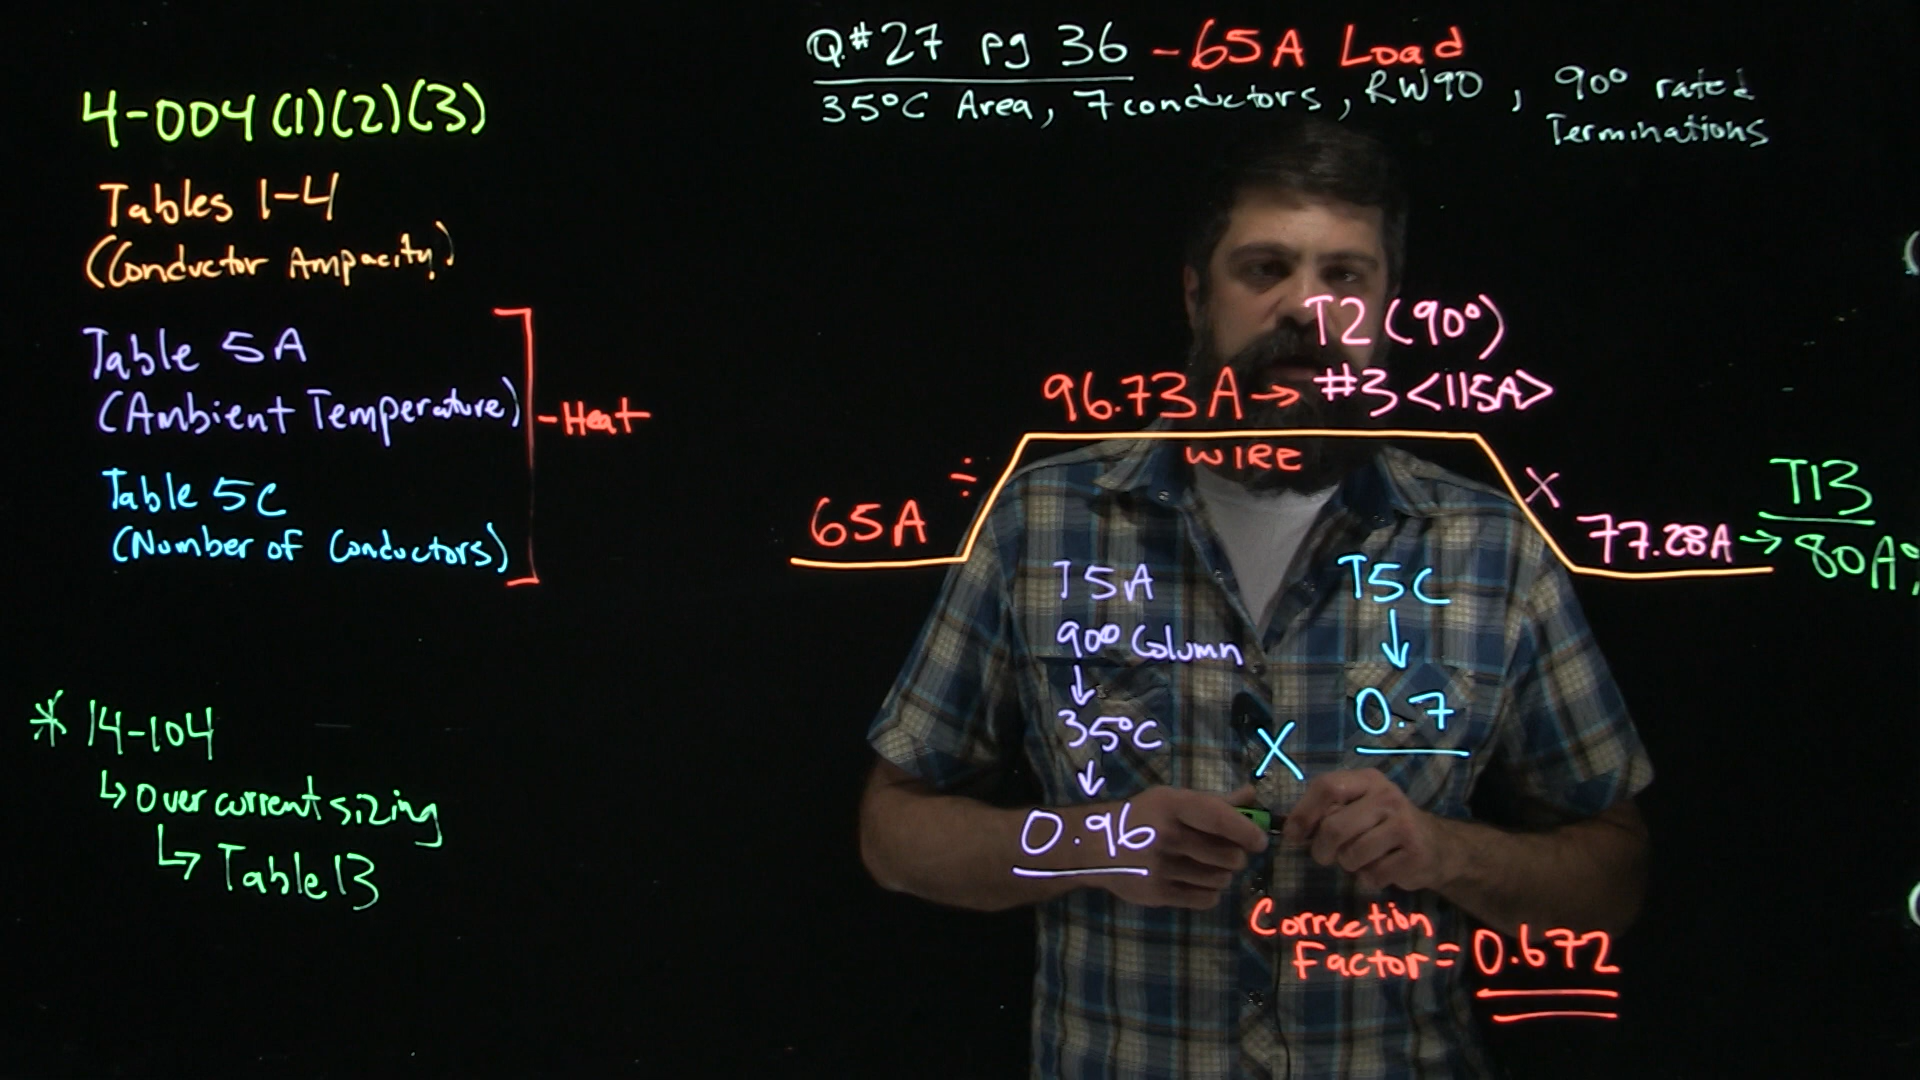 4-004 (1)(2)(3)
Tables 1-4
(Conductor Ampacity)
Table 5A
(Ambient Temperature)
Table 5C
(Number of Conductors)
-Heat
* 14-104
↳ Over current sizing
↳ Table 13
Q.# 27 pg 36 - 65A Load
35°C Area, 7 conductors, RW90, 90° rated
Terminations
T2 (90°)
96.73A → #3 <115A>
WIRE
65A ÷
X 77.28A →
T13
80A
T5A
90° Column
↓
35°C
↓
0.96
X
T5C
↓
0.7
Correction
Factor = 0.672